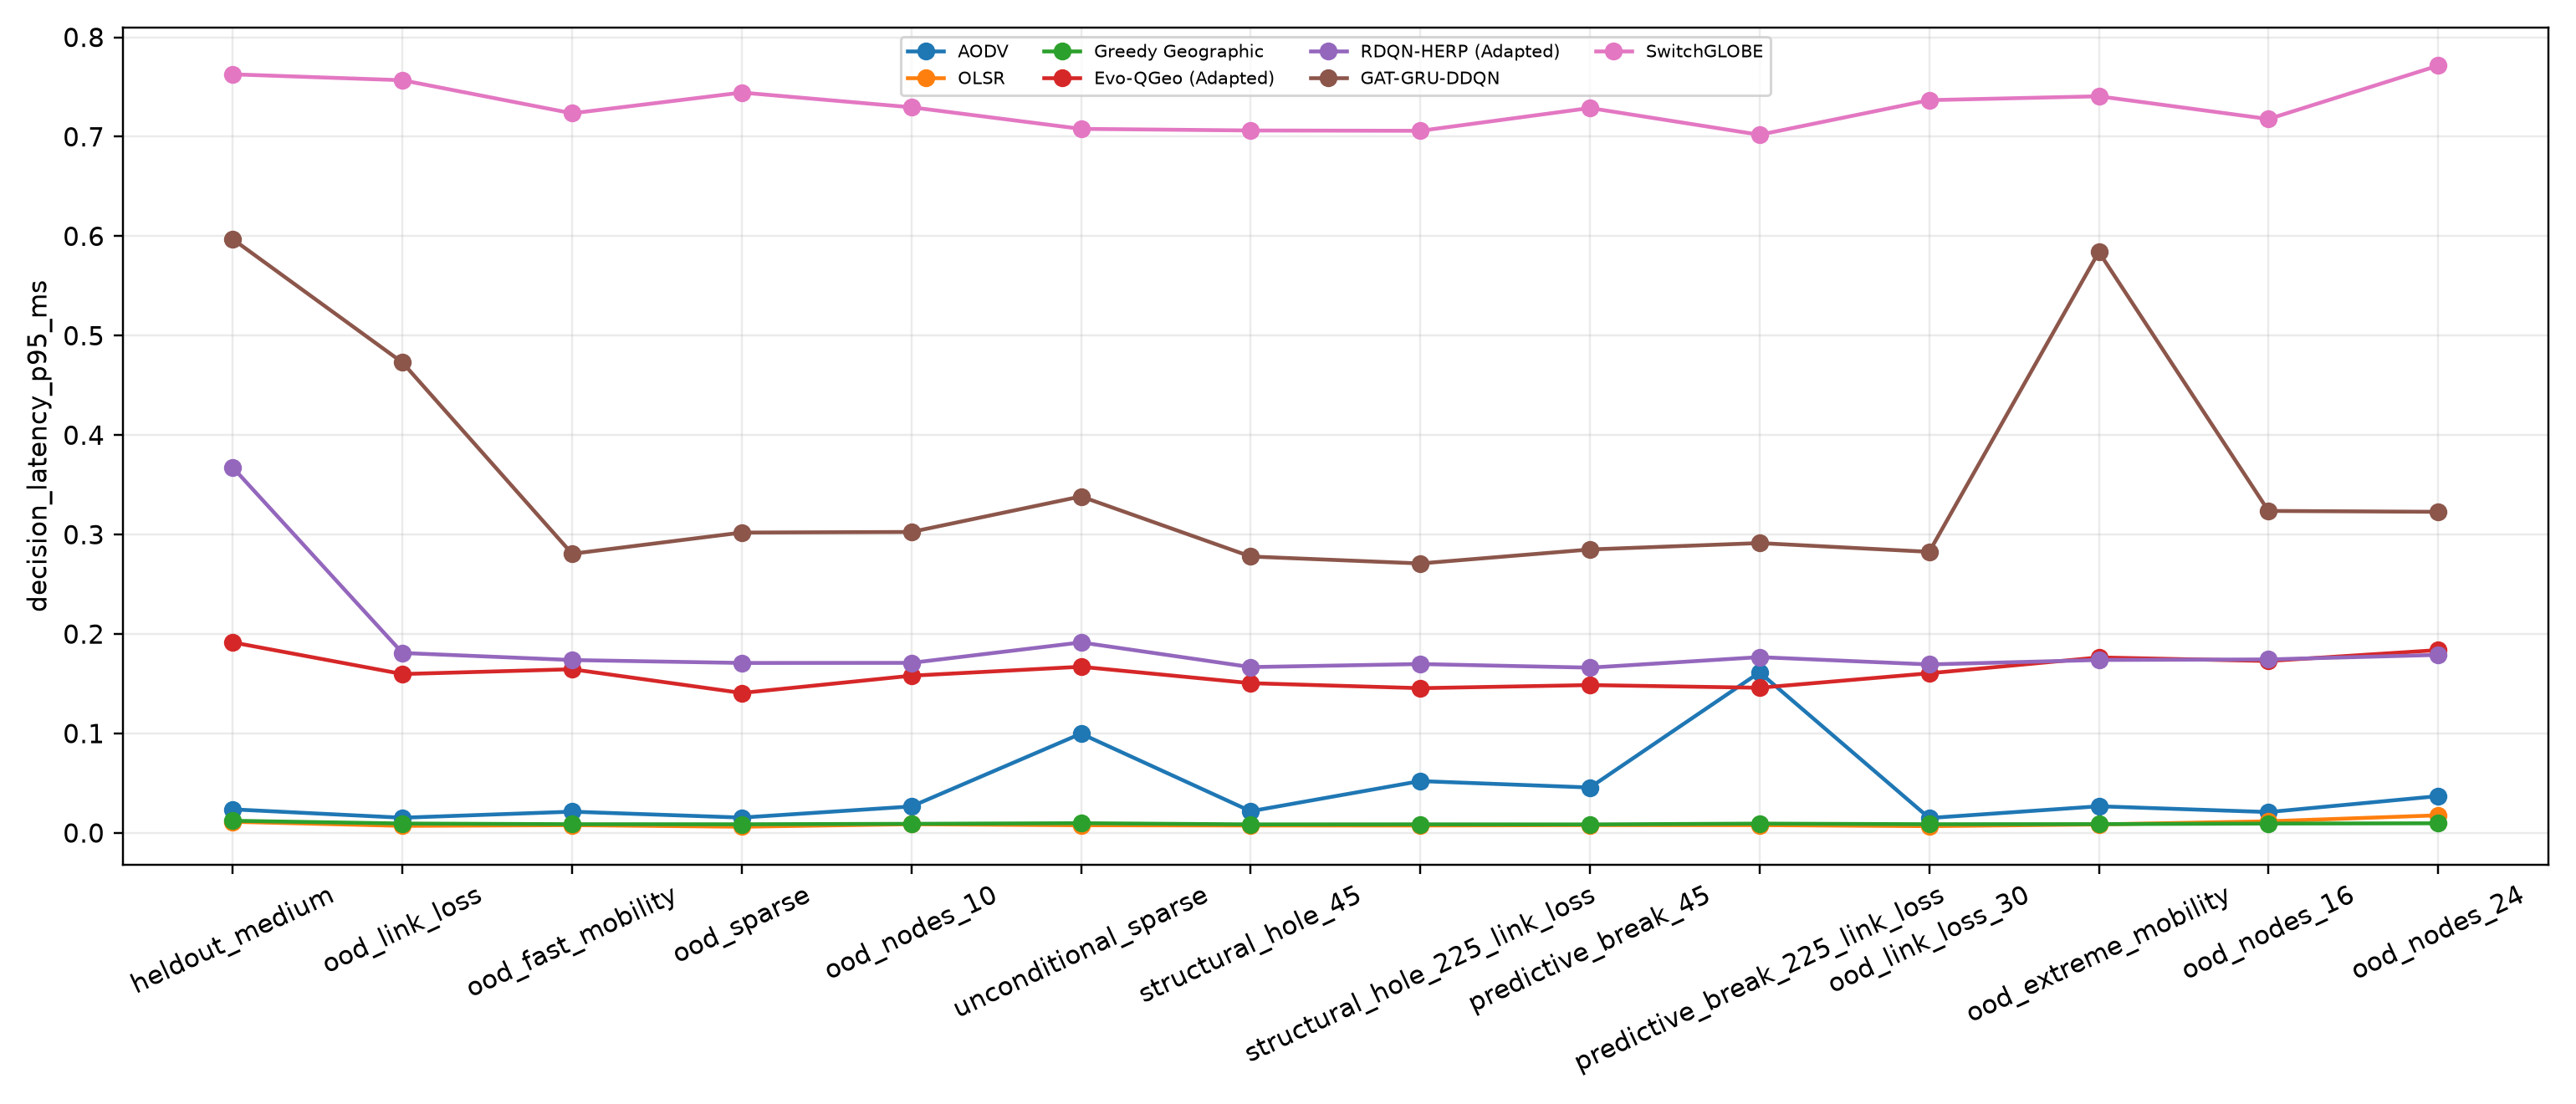 0.8
0.7
0.6
0.5
0.4
0.3
0.2
0.1
0.0
decision_latency_p95_ms
AODV
OLSR
Greedy Geographic
Evo-QGeo (Adapted)
RDQN-HERP (Adapted)
GAT-GRU-DDQN
SwitchGLOBE
heldout_medium
ood_link_loss
ood_fast_mobility
ood_sparse
ood_nodes_10
unconditional_sparse
structural_hole_45
structural_hole_225_link_loss
predictive_break_45
predictive_break_225_link_loss
ood_link_loss_30
ood_extreme_mobility
ood_nodes_16
ood_nodes_24